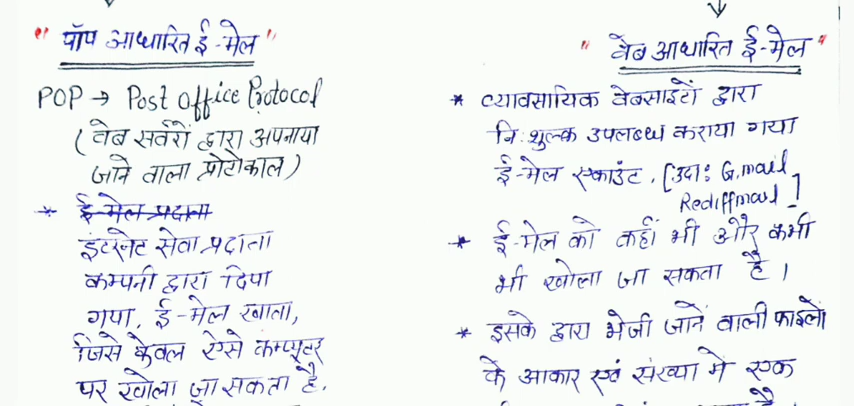 " पॉप आधारित ई-मेल "
POP → Post office Protocol
( वेब सर्वरों द्वारा अपनाया
जाने वाला प्रोटोकाल )
* ई-मेल प्रदाता
इंटरनेट सेवा प्रदाता
कम्पनी द्वारा दिया
गया, ई-मेल खाता,
जिसे केवल ऐसे कम्प्यूटर
पर खोला जा सकता है.
" वेब आधारित ई-मेल "
* व्यावसायिक वेबसाइटों द्वारा
नि:शुल्क उपलब्ध कराया गया
ई-मेल एकाउंट. [उदा: G.mail
Rediffmail]
* ई-मेल को कहीं भी और कभी
भी खोला जा सकता है ।
* इसके द्वारा भेजी जाने वाली फाइलों
के आकार एवं संख्या में एक